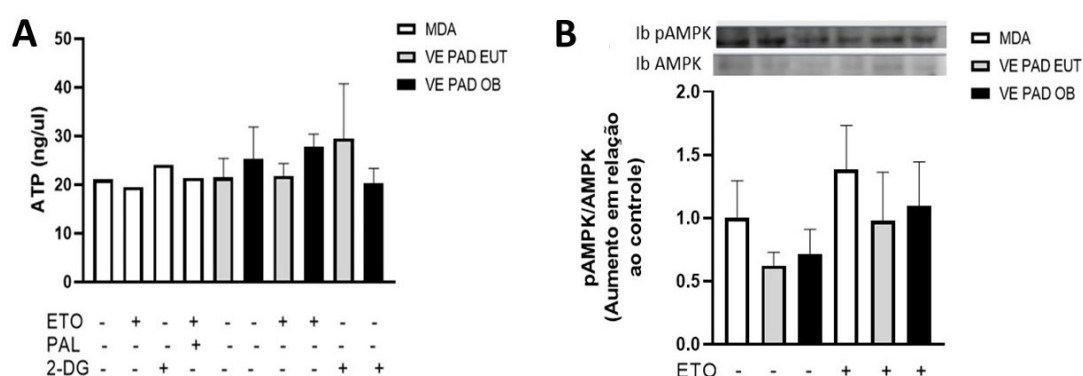 A
ATP (ng/ul)
50
40
30
20
10
0
MDA
VE PAD EUT
VE PAD OB
ETO - + - + - - + + - -
PAL - - - + - - - - - -
2-DG - - + - - - - - + +
B
Ib pAMPK
Ib AMPK
MDA
VE PAD EUT
VE PAD OB
pAMPK/AMPK
(Aumento em relação
ao controle)
2.0
1.5
1.0
0.5
0.0
ETO - - - + + +